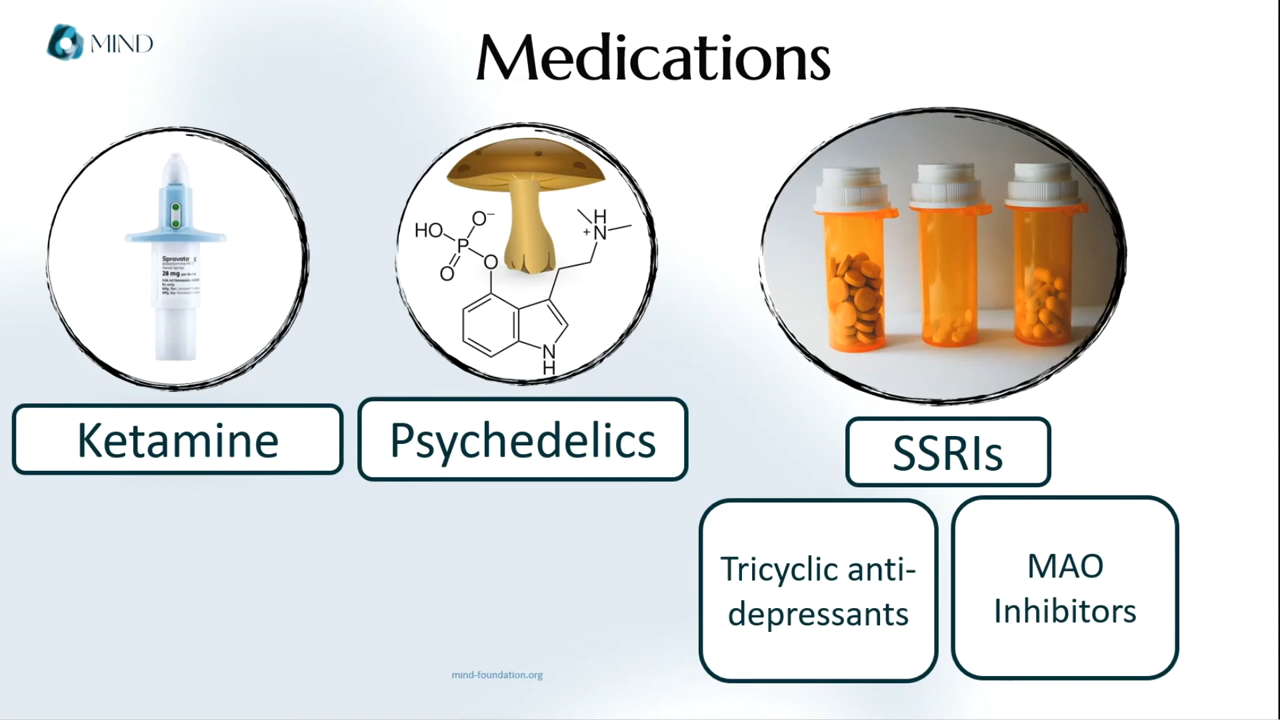 MIND
Medications
Spravato
28 mg
HO
O⁻
P
O
O
H
+N
N
H
Ketamine
Psychedelics
SSRIs
Tricyclic anti-
depressants
MAO
Inhibitors
mind-foundation.org